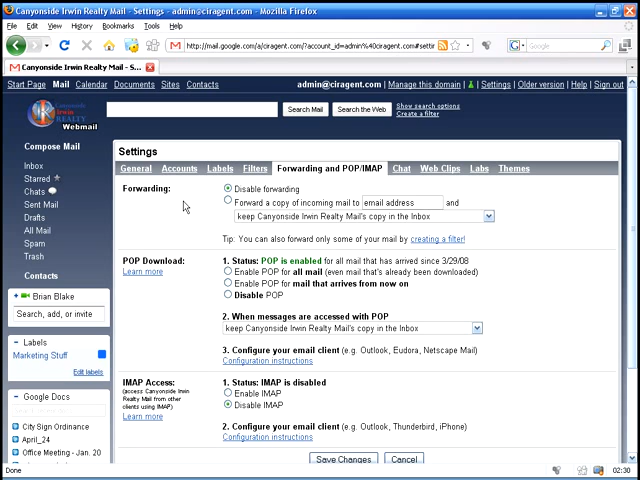 Canyonside Irwin Realty Mail - Settings - admin@ciragent.com - Mozilla Firefox
File Edit View History Bookmarks Tools Help
http://mail.google.com/a/ciragent.com/?account_id=admin%40ciragent.com#settir
Google
Canyonside Irwin Realty Mail - S...
Start Page Mail Calendar Documents Sites Contacts admin@ciragent.com | Manage this domain | Settings | Older version | Help | Sign out
Canyonside
Irwin
REALTY
Webmail
Search Mail Search the Web Show search options
Create a filter
Compose Mail
Inbox
Starred
Chats
Sent Mail
Drafts
All Mail
Spam
Trash
Contacts
Brian Blake
Search, add, or invite
Labels
Marketing Stuff
Edit labels
Google Docs
City Sign Ordinance
April_24
Office Meeting - Jan. 20
Settings
General Accounts Labels Filters Forwarding and POP/IMAP Chat Web Clips Labs Themes
Forwarding:
Disable forwarding
Forward a copy of incoming mail to email address and
keep Canyonside Irwin Realty Mail's copy in the Inbox
Tip: You can also forward only some of your mail by creating a filter!
POP Download:
Learn more
1. Status: POP is enabled for all mail that has arrived since 3/29/08
Enable POP for all mail (even mail that's already been downloaded)
Enable POP for mail that arrives from now on
Disable POP
2. When messages are accessed with POP
keep Canyonside Irwin Realty Mail's copy in the Inbox
3. Configure your email client (e.g. Outlook, Eudora, Netscape Mail)
Configuration instructions
IMAP Access:
(access Canyonside Irwin
Realty Mail from other
clients using IMAP)
Learn more
1. Status: IMAP is disabled
Enable IMAP
Disable IMAP
2. Configure your email client (e.g. Outlook, Thunderbird, iPhone)
Configuration instructions
Save Changes Cancel
Done 02:30